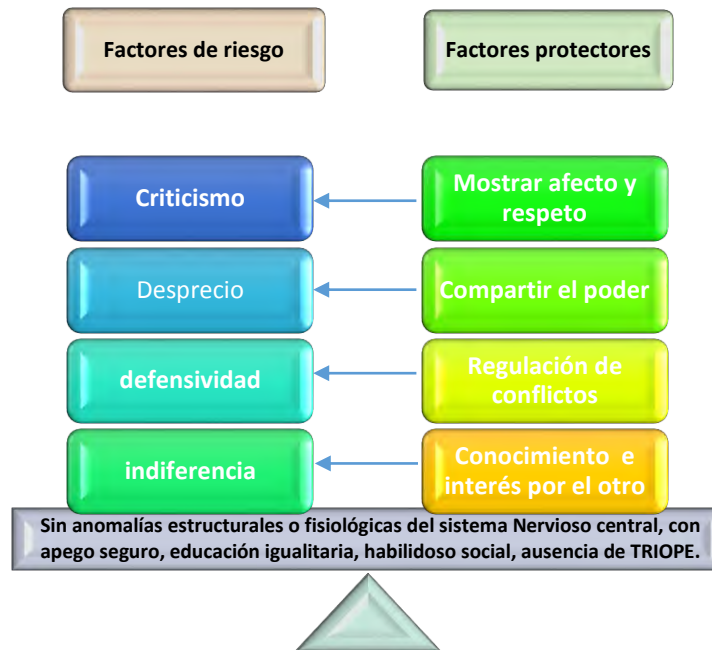 Factores de riesgo
Factores protectores
Criticismo
Mostrar afecto y
respeto
Desprecio
Compartir el poder
defensividad
Regulación de
conflictos
indiferencia
Conocimiento e
interés por el otro
Sin anomalías estructurales o fisiológicas del sistema Nervioso central, con
apego seguro, educación igualitaria, habilidoso social, ausencia de TRIOPE.